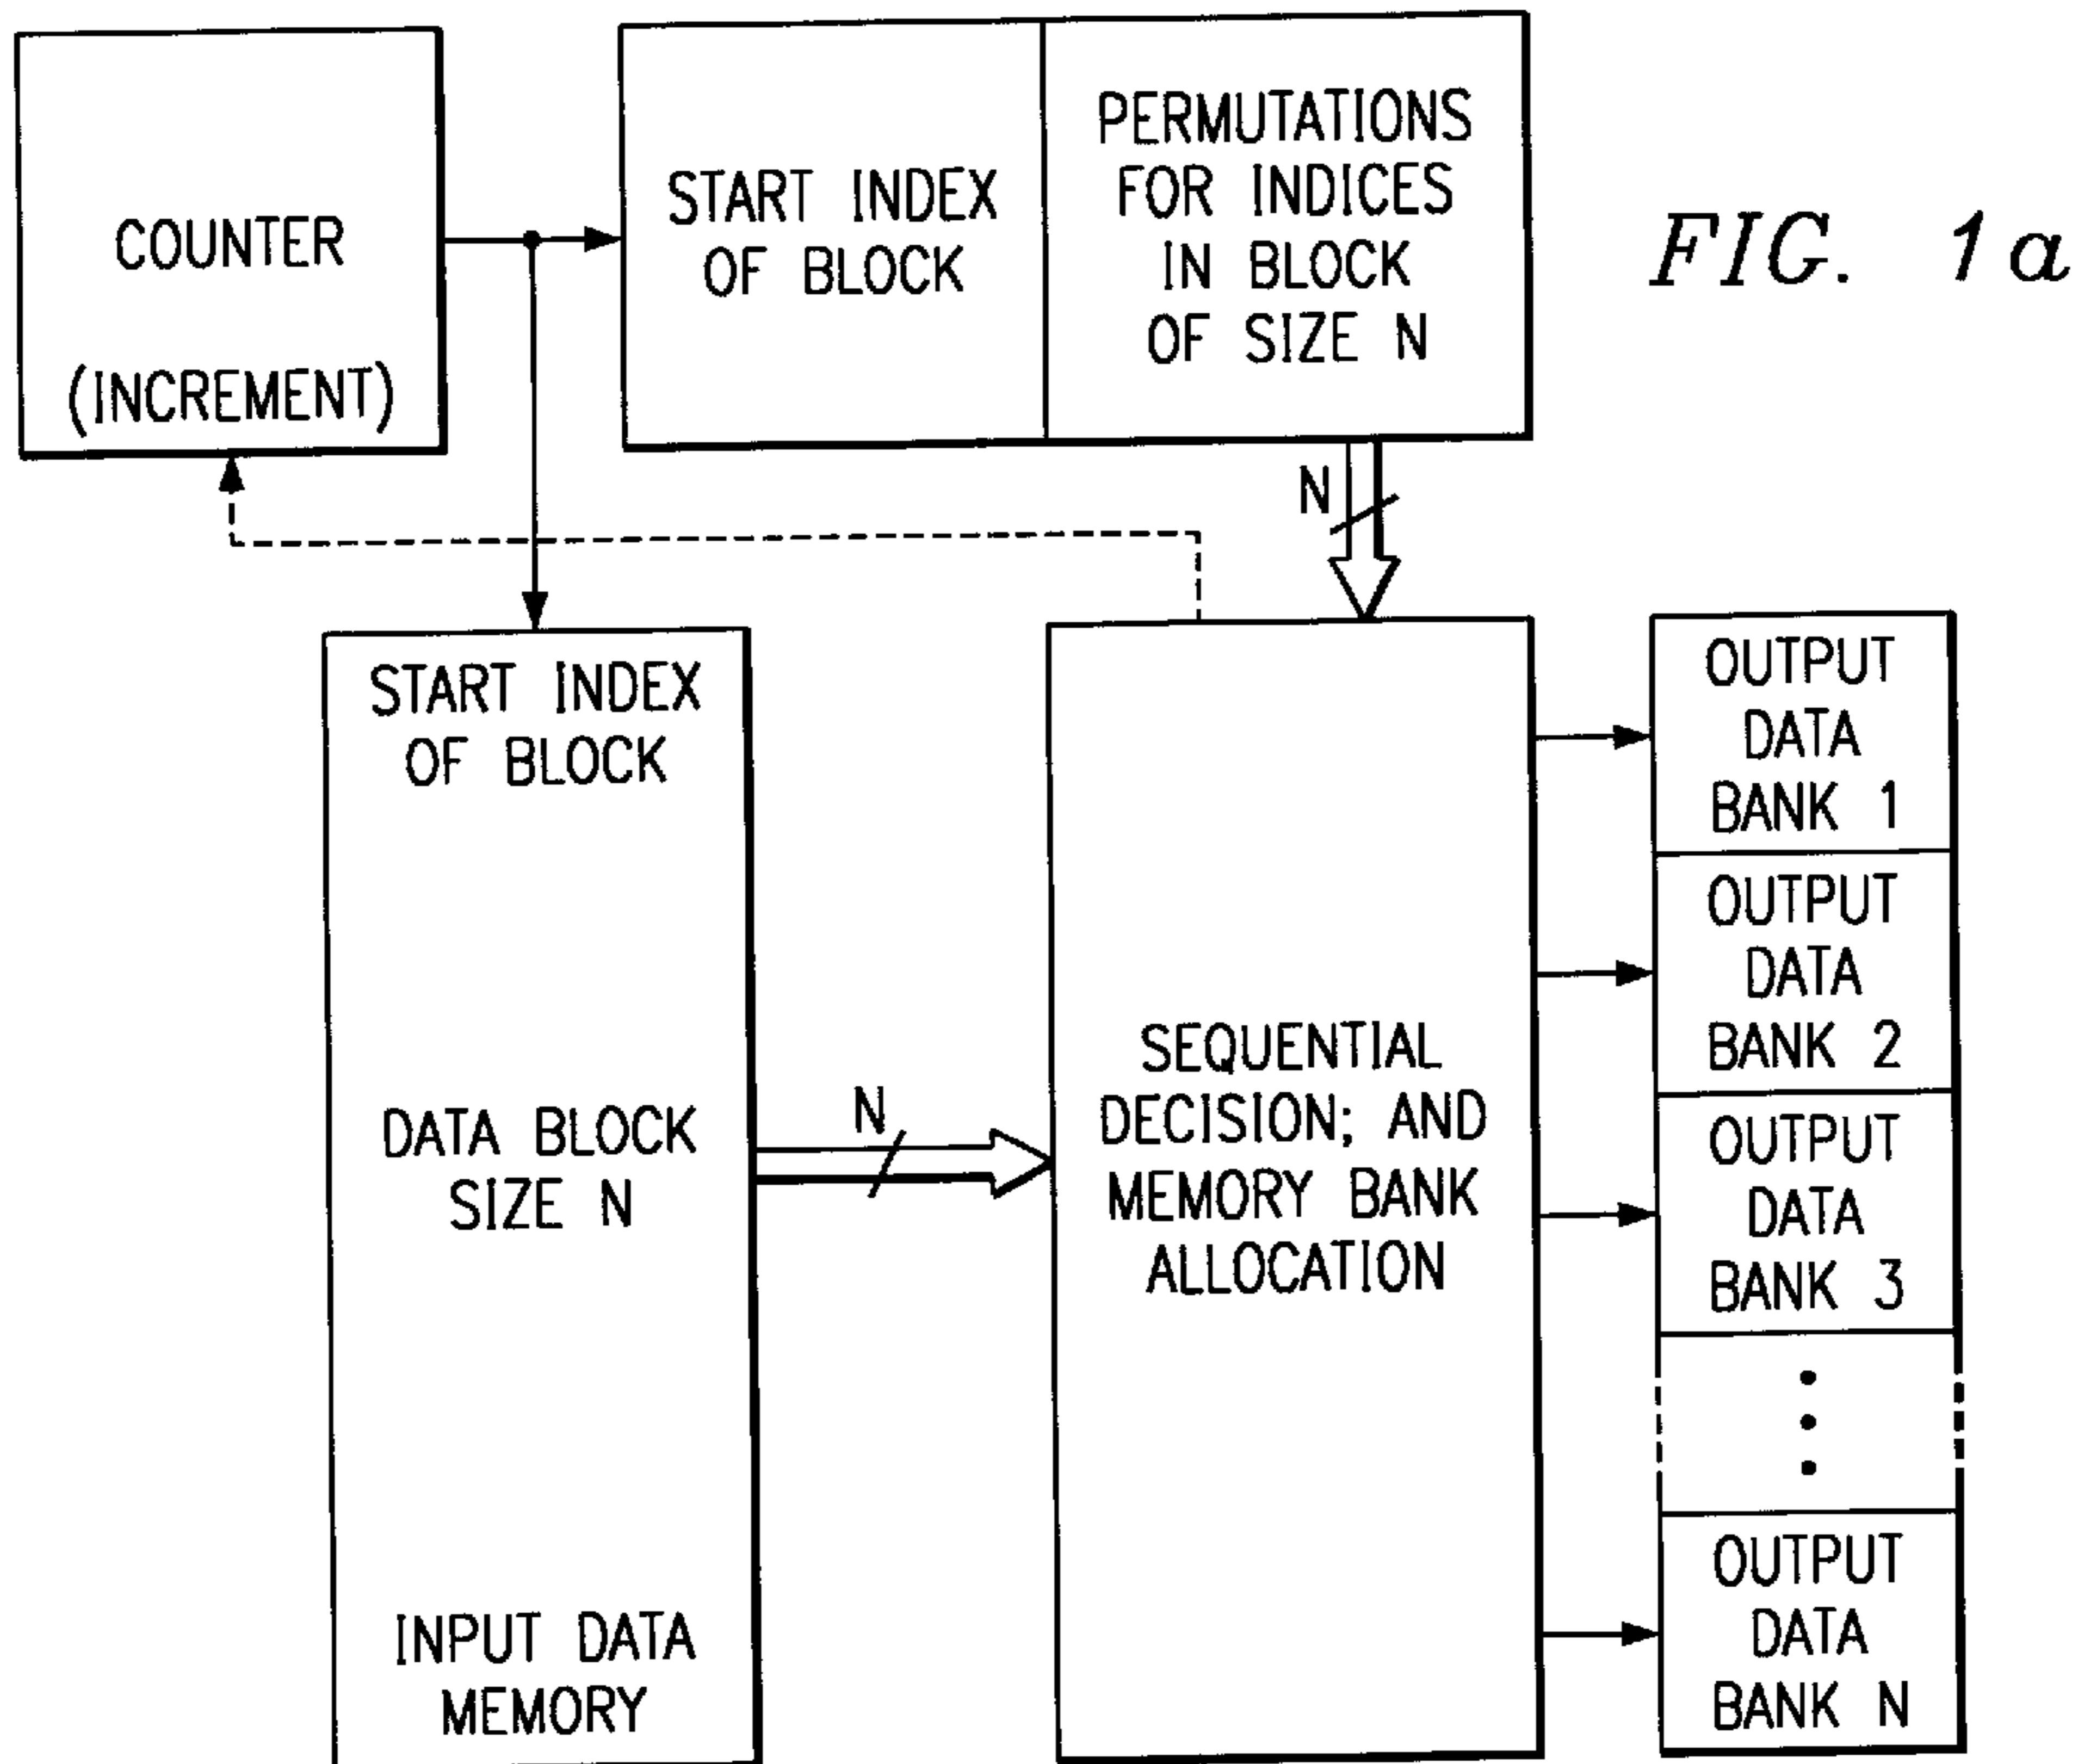 COUNTER
(INCREMENT)
START INDEX
OF BLOCK
PERMUTATIONS
FOR INDICES
IN BLOCK
OF SIZE N
FIG. 1a
N
START INDEX
OF BLOCK
DATA BLOCK
SIZE N
INPUT DATA
MEMORY
N
SEQUENTIAL
DECISION; AND
MEMORY BANK
ALLOCATION
OUTPUT
DATA
BANK 1
OUTPUT
DATA
BANK 2
OUTPUT
DATA
BANK 3
OUTPUT
DATA
BANK N